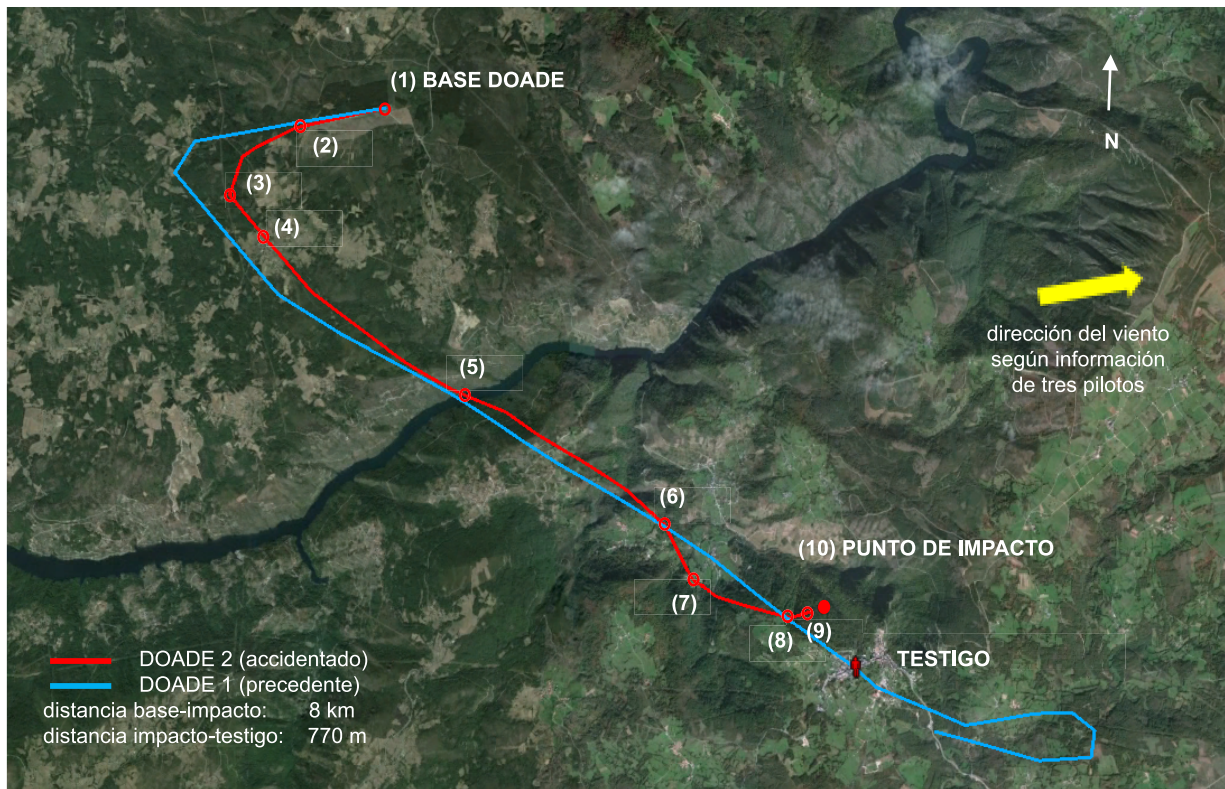 (1) BASE DOADE
(2)
(3)
(4)
(5)
(6)
(7)
(8)
(9)
(10) PUNTO DE IMPACTO
TESTIGO
N
dirección del viento
según información
de tres pilotos
DOADE 2 (accidentado)
DOADE 1 (precedente)
distancia base-impacto: 8 km
distancia impacto-testigo: 770 m